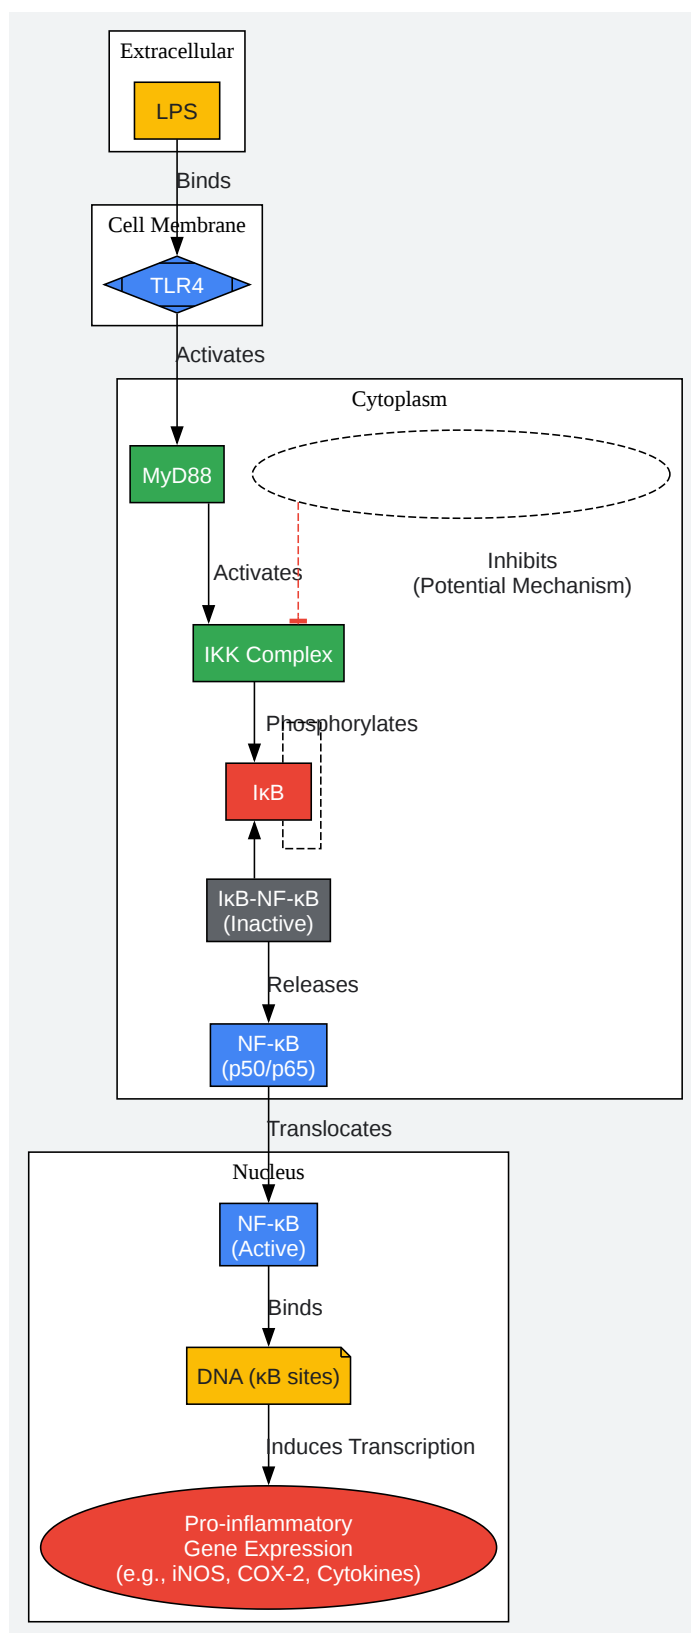 Extracellular
LPS
Binds
Cell Membrane
TLR4
Activates
Cytoplasm
MyD88
Activates
Inhibits
(Potential Mechanism)
IKK Complex
Phosphorylates
IκB
IκB-NF-κB
(Inactive)
Releases
NF-κB
(p50/p65)
Translocates
Nucleus
NF-κB
(Active)
Binds
DNA (κB sites)
Induces Transcription
Pro-inflammatory
Gene Expression
(e.g., iNOS, COX-2, Cytokines)